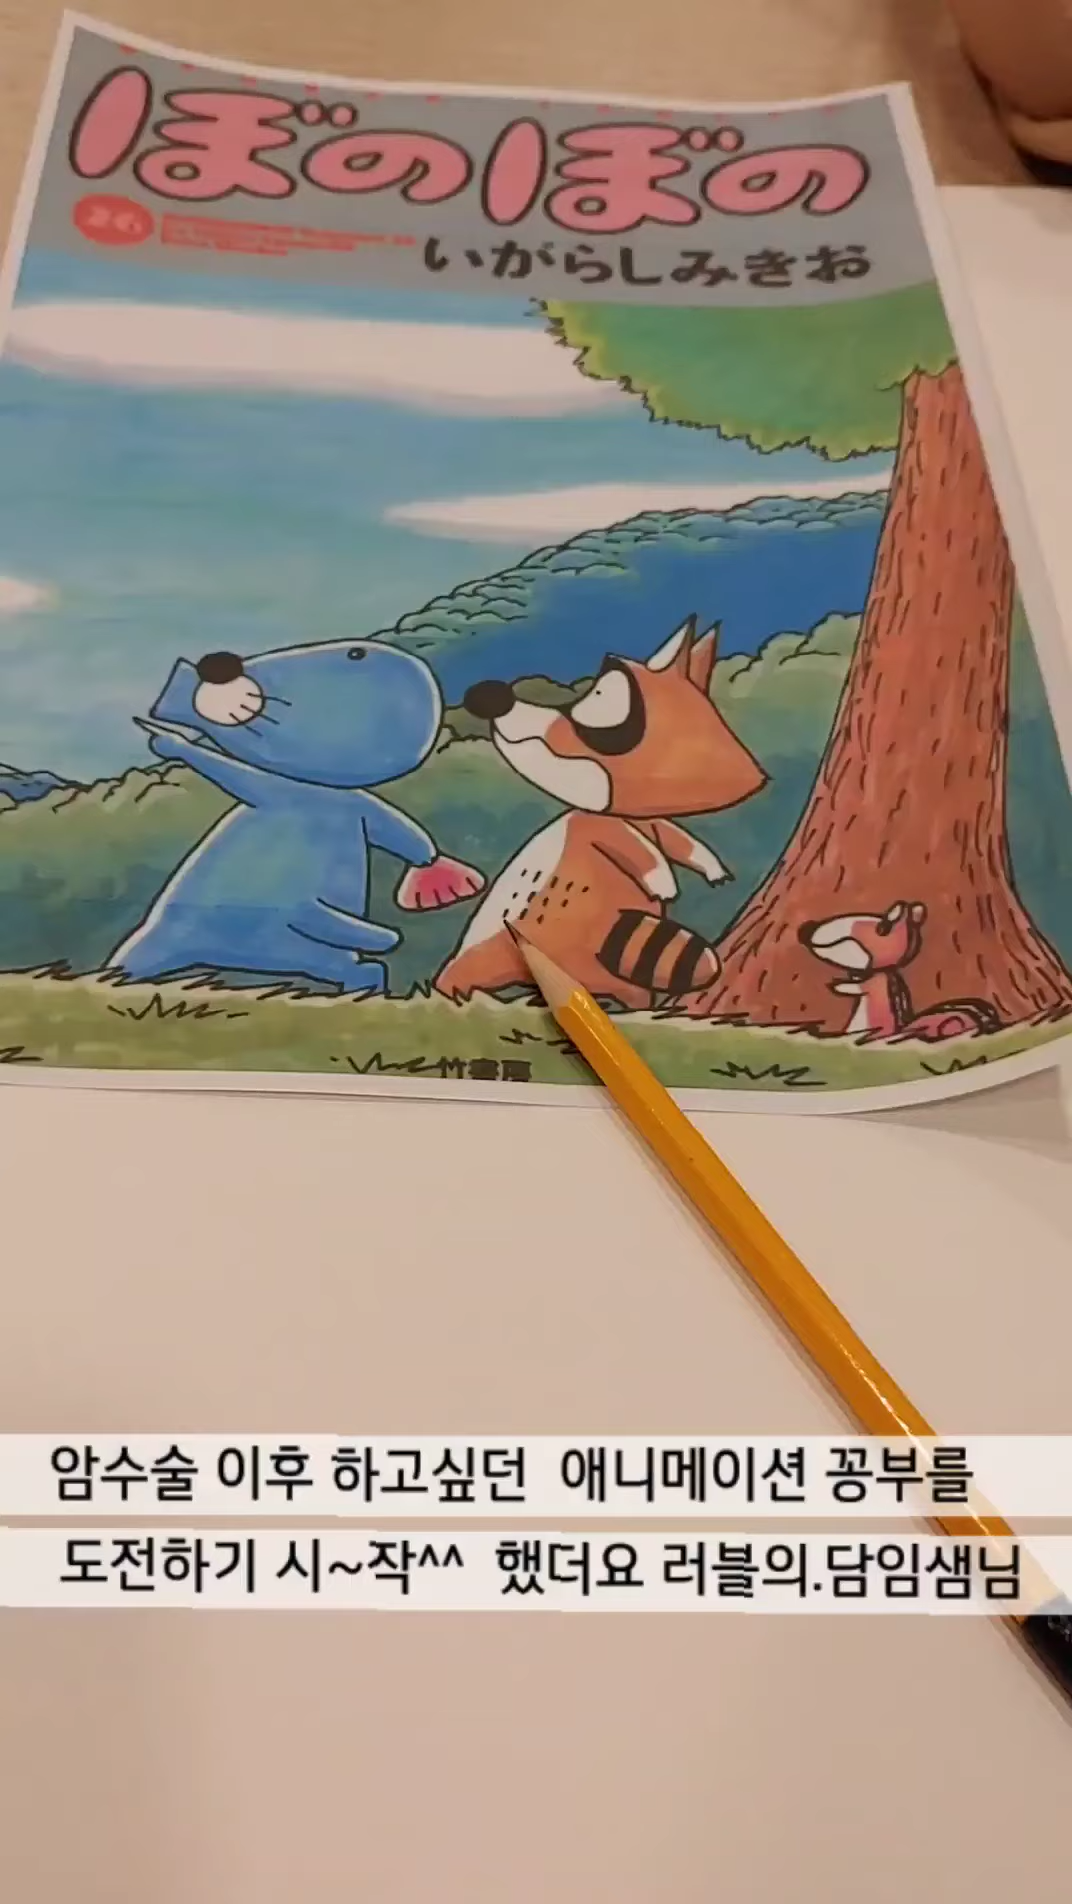 ぼのぼの
26
いがらしみきお
竹書房
암수술 이후 하고싶던 애니메이션 꽁부를
도전하기 시~작^^ 했더요 러블의.담임샘님